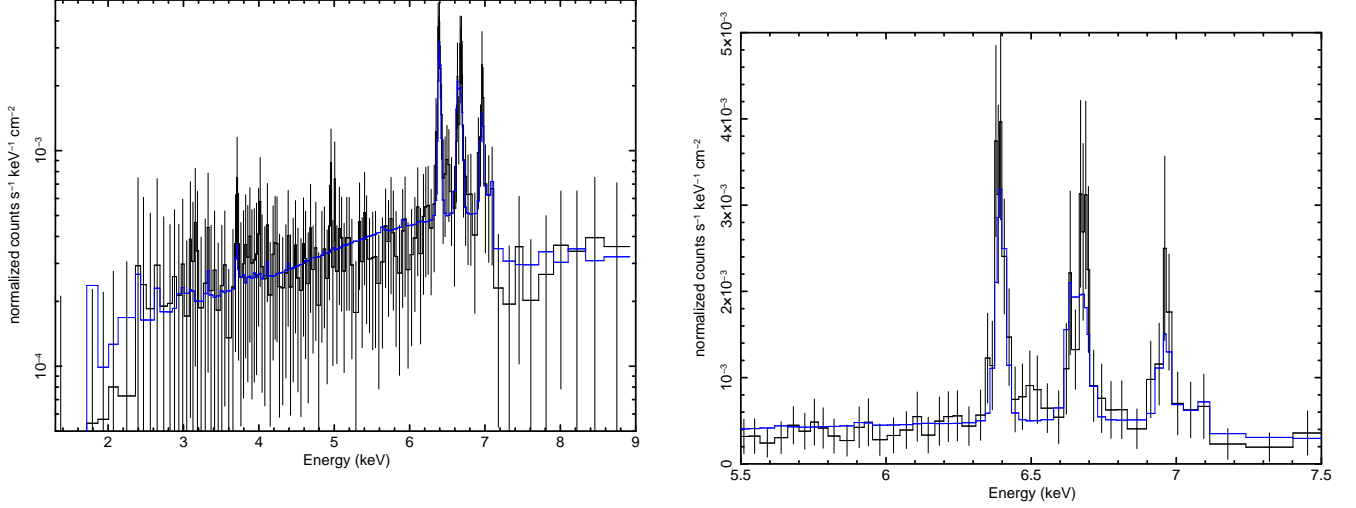 10⁻³
10⁻⁴
normalized counts s⁻¹ keV⁻¹ cm⁻²
2 3 4 5 6 7 8 9
Energy (keV)
5×10⁻³
4×10⁻³
3×10⁻³
2×10⁻³
10⁻³
0
normalized counts s⁻¹ keV⁻¹ cm⁻²
5.5 6 6.5 7 7.5
Energy (keV)